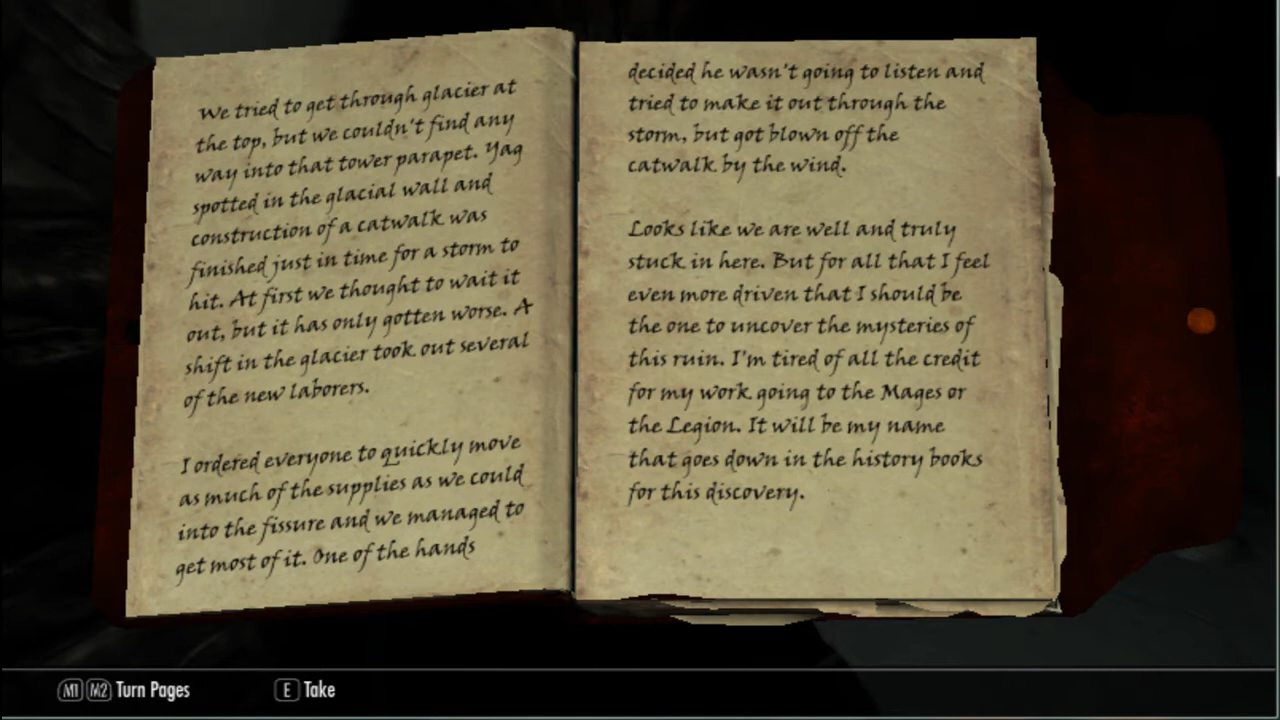 We tried to get through glacier at
the top, but we couldn't find any
way into that tower parapet. Yag
spotted in the glacial wall and
construction of a catwalk was
finished just in time for a storm to
hit. At first we thought to wait it
out, but it has only gotten worse. A
shift in the glacier took out several
of the new laborers.
I ordered everyone to quickly move
as much of the supplies as we could
into the fissure and we managed to
get most of it. One of the hands
decided he wasn't going to listen and
tried to make it out through the
storm, but got blown off the
catwalk by the wind.
Looks like we are well and truly
stuck in here. But for all that I feel
even more driven that I should be
the one to uncover the mysteries of
this ruin. I'm tired of all the credit
for my work going to the Mages or
the Legion. It will be my name
that goes down in the history books
for this discovery.
M1 M2 Turn Pages
E Take